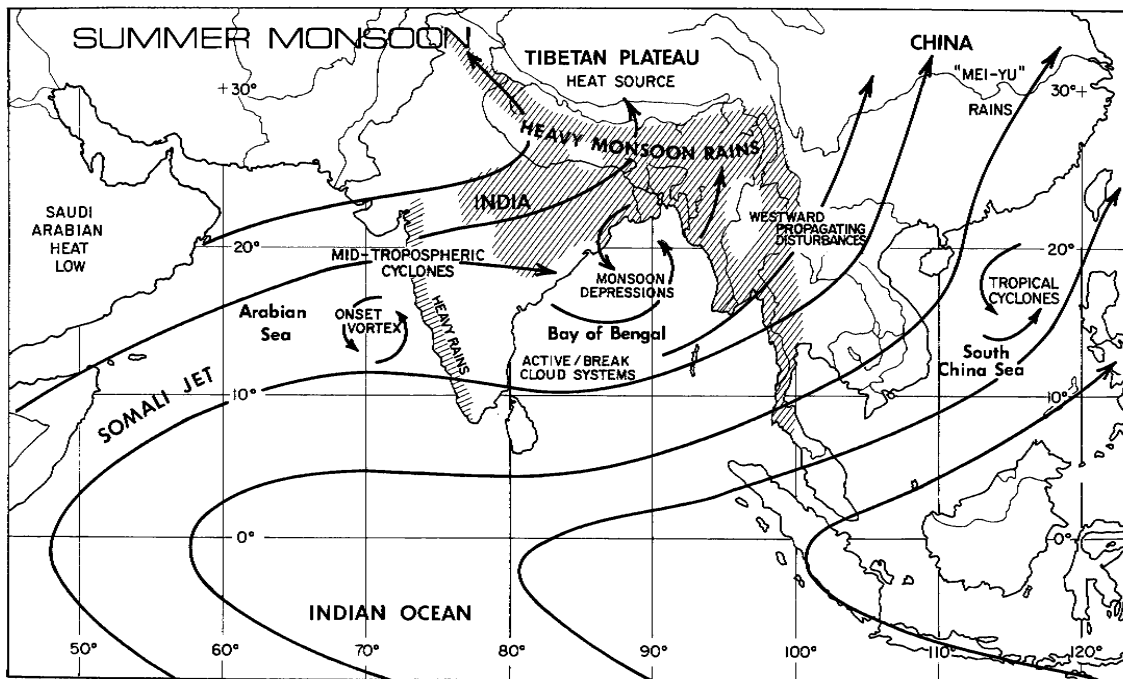 SUMMER MONSOON
TIBETAN PLATEAU
HEAT SOURCE
CHINA
"MEI-YU"
RAINS
+30°
30°+
HEAVY MONSOON RAINS
SAUDI
ARABIAN
HEAT
LOW
INDIA
WESTWARD
PROPAGATING
DISTURBANCES
20°
20°
MID-TROPOSPHERIC
CYCLONES
MONSOON
DEPRESSIONS
TROPICAL
CYCLONES
Arabian
Sea
ONSET
VORTEX
HEAVY RAINS
Bay of Bengal
ACTIVE/BREAK
CLOUD SYSTEMS
South
China Sea
SOMALI JET
10°
10°
0°
0°
INDIAN OCEAN
50°
60°
70°
80°
90°
100°
110°
120°